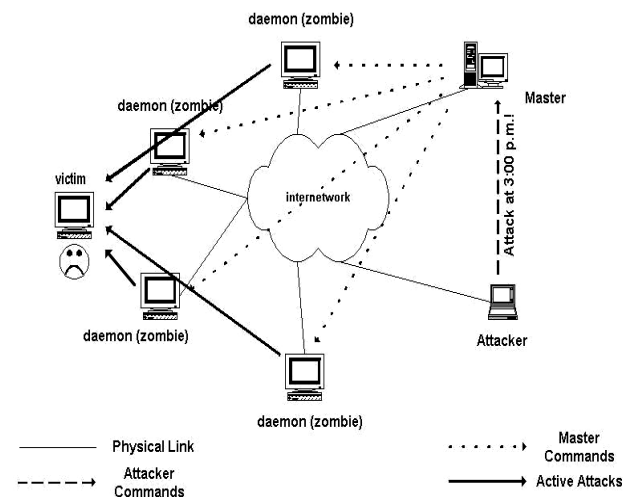 daemon (zombie)
Master
daemon (zombie)
Attack at 3:00 p.m.!
victim
internetwork
daemon (zombie)
Attacker
daemon (zombie)
Physical Link
Master
Commands
Attacker
Commands
Active Attacks